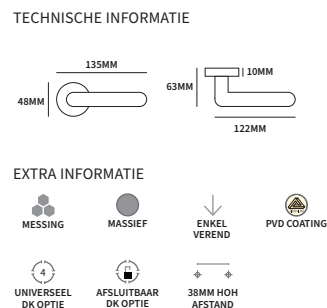 TECHNISCHE INFORMATIE
135MM
48MM
10MM
63MM
122MM
EXTRA INFORMATIE
MESSING
MASSIEF
ENKEL
VEREND
PVD COATING
4
UNIVERSEEL
DK OPTIE
AFSLUITBAAR
DK OPTIE
38MM HOH
AFSTAND